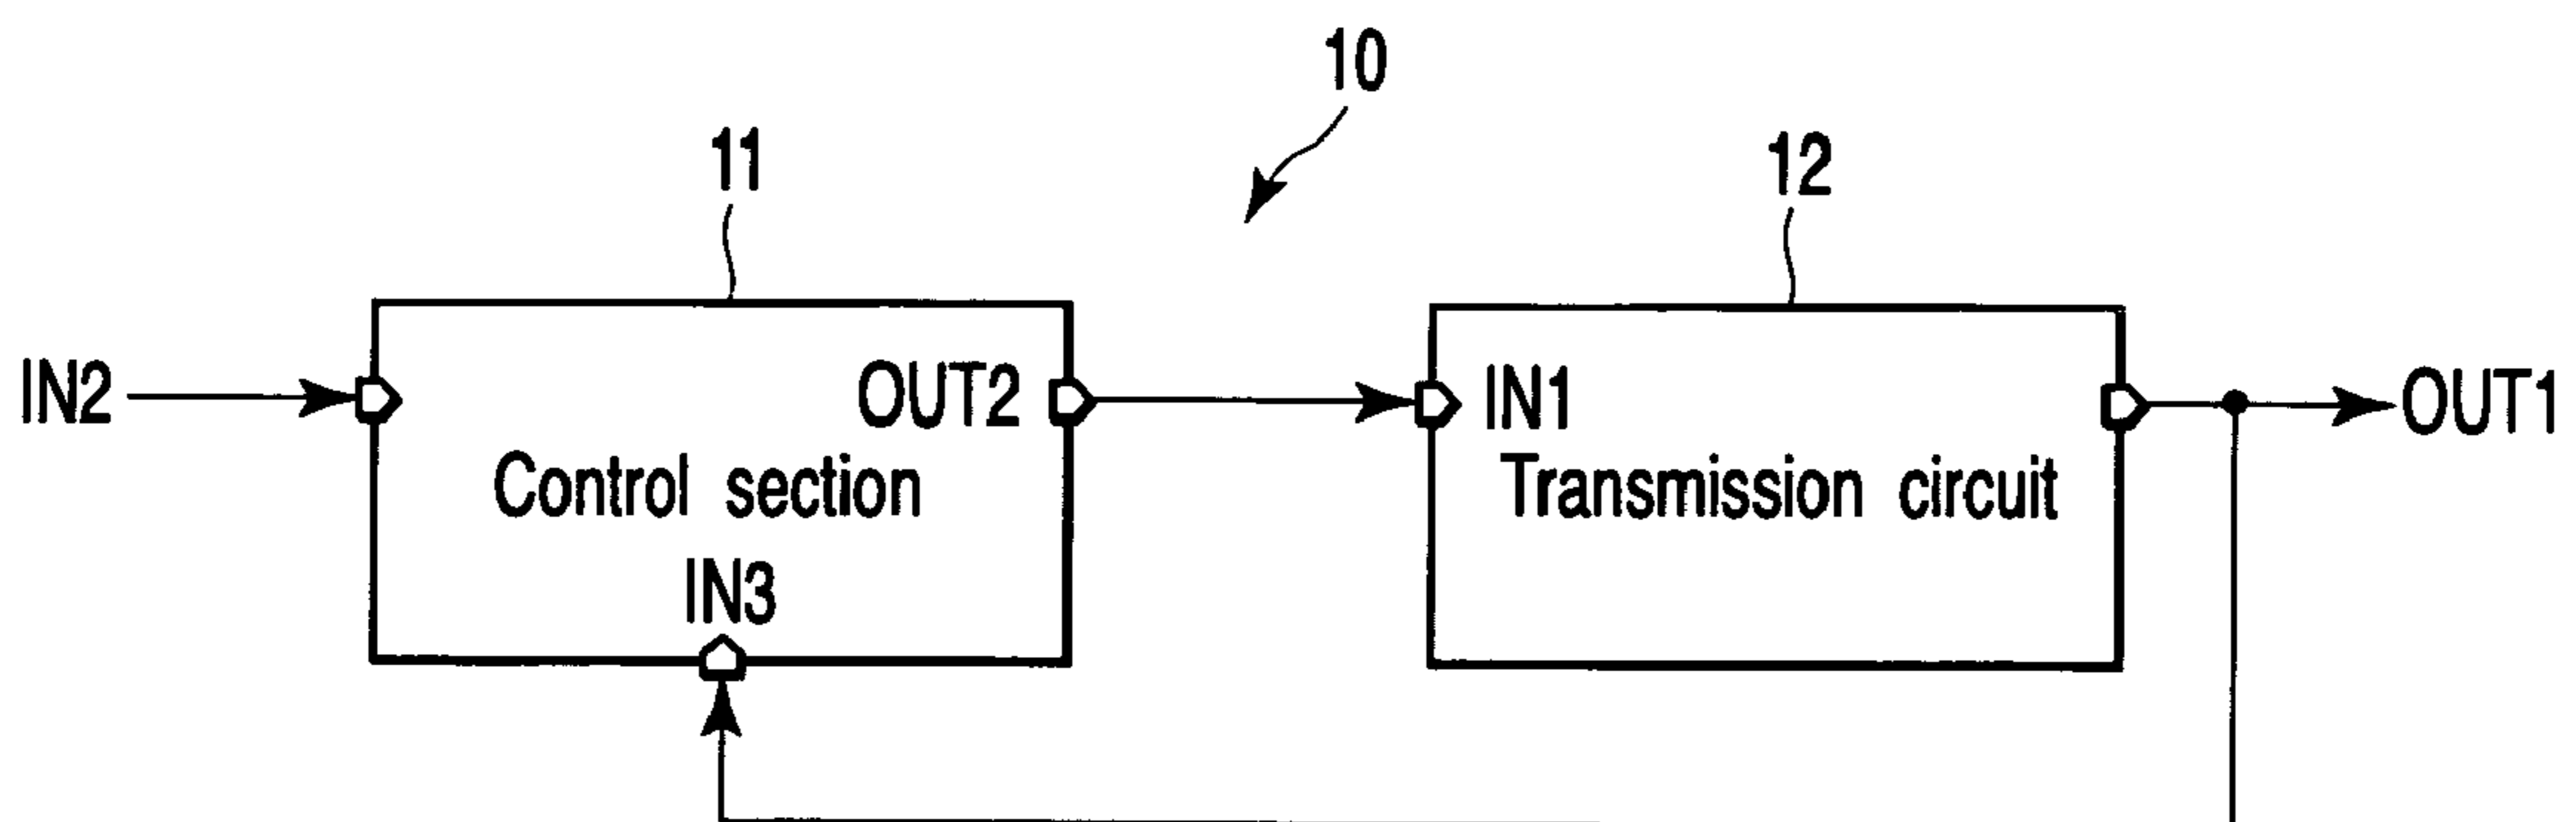 10
11
12
IN2
OUT2
IN1
OUT1
Control section
Transmission circuit
IN3